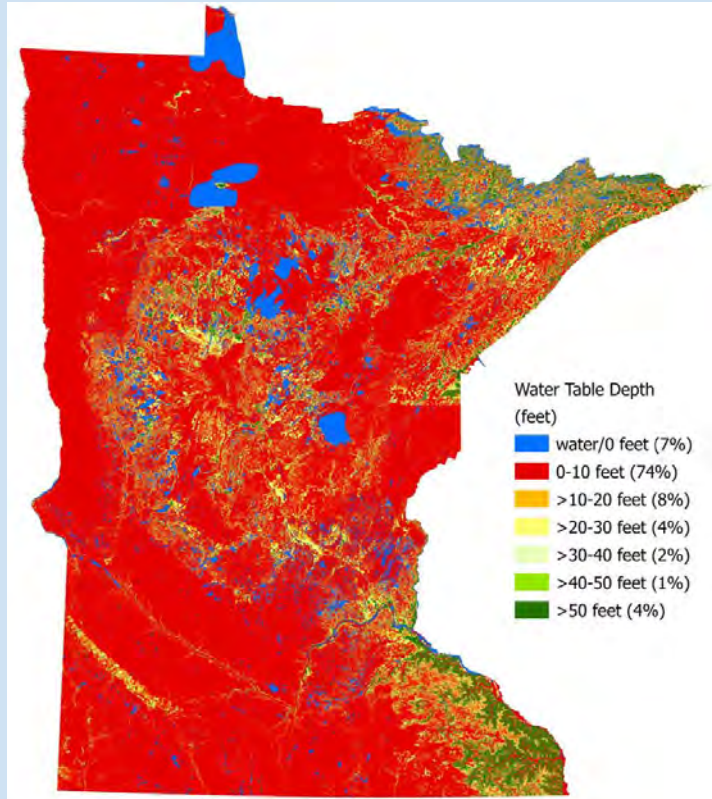 Water Table Depth
(feet)
water/0 feet (7%)
0-10 feet (74%)
>10-20 feet (8%)
>20-30 feet (4%)
>30-40 feet (2%)
>40-50 feet (1%)
>50 feet (4%)